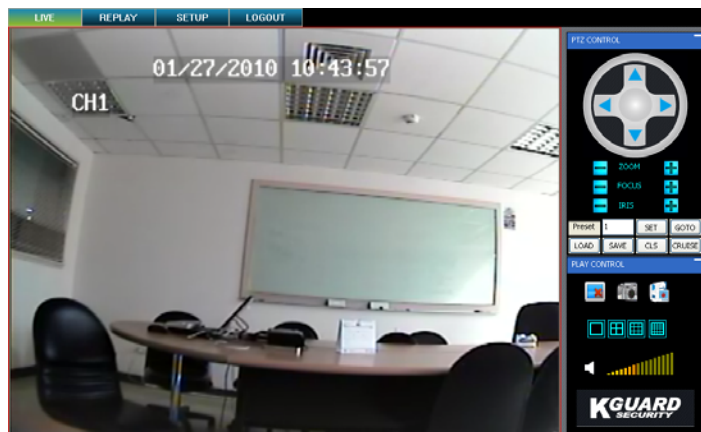 LIVE REPLAY SETUP LOGOUT
01/27/2010 10:43:57
CH1
PTZ CONTROL
ZOOM
FOCUS
IRIS
Preset 1 SET GOTO
LOAD SAVE CLS CRUISE
PLAY CONTROL
KGUARD
SECURITY